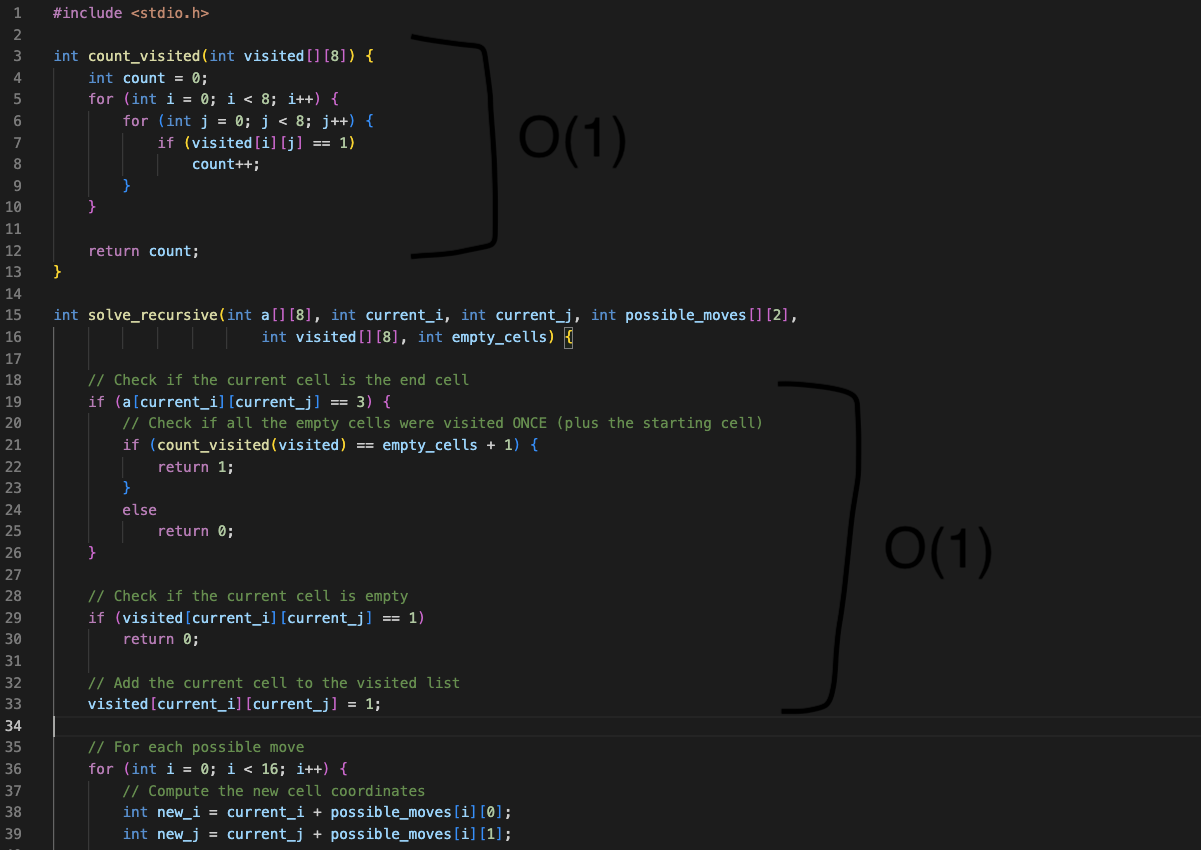 1 #include <stdio.h>
2
3 int count_visited(int visited[][8]) {
4 int count = 0;
5 for (int i = 0; i < 8; i++) {
6 for (int j = 0; j < 8; j++) {
7 if (visited[i][j] == 1)
8 count++;
9 }
10 }
11
12 return count;
13 }
O(1)
14
15 int solve_recursive(int a[][8], int current_i, int current_j, int possible_moves[][2],
16 int visited[][8], int empty_cells) {
17
18 // Check if the current cell is the end cell
19 if (a[current_i][current_j] == 3) {
20 // Check if all the empty cells were visited ONCE (plus the starting cell)
21 if (count_visited(visited) == empty_cells + 1) {
22 return 1;
23 }
24 else
25 return 0;
26 }
27
28 // Check if the current cell is empty
29 if (visited[current_i][current_j] == 1)
30 return 0;
31
32 // Add the current cell to the visited list
33 visited[current_i][current_j] = 1;
O(1)
34
35 // For each possible move
36 for (int i = 0; i < 16; i++) {
37 // Compute the new cell coordinates
38 int new_i = current_i + possible_moves[i][0];
39 int new_j = current_j + possible_moves[i][1];